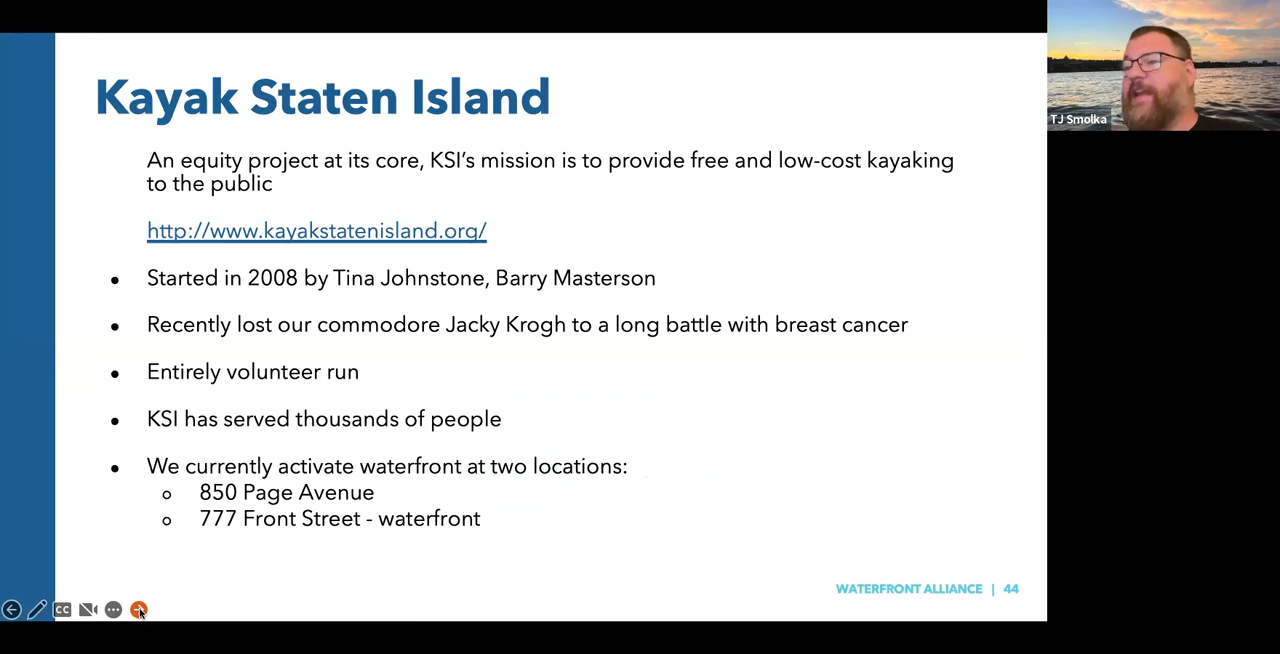 Kayak Staten Island
An equity project at its core, KSI's mission is to provide free and low-cost kayaking
to the public
http://www.kayakstatenisland.org/
● Started in 2008 by Tina Johnstone, Barry Masterson
● Recently lost our commodore Jacky Krogh to a long battle with breast cancer
● Entirely volunteer run
● KSI has served thousands of people
● We currently activate waterfront at two locations:
○ 850 Page Avenue
○ 777 Front Street - waterfront
WATERFRONT ALLIANCE | 44
CC
TJ Smolka